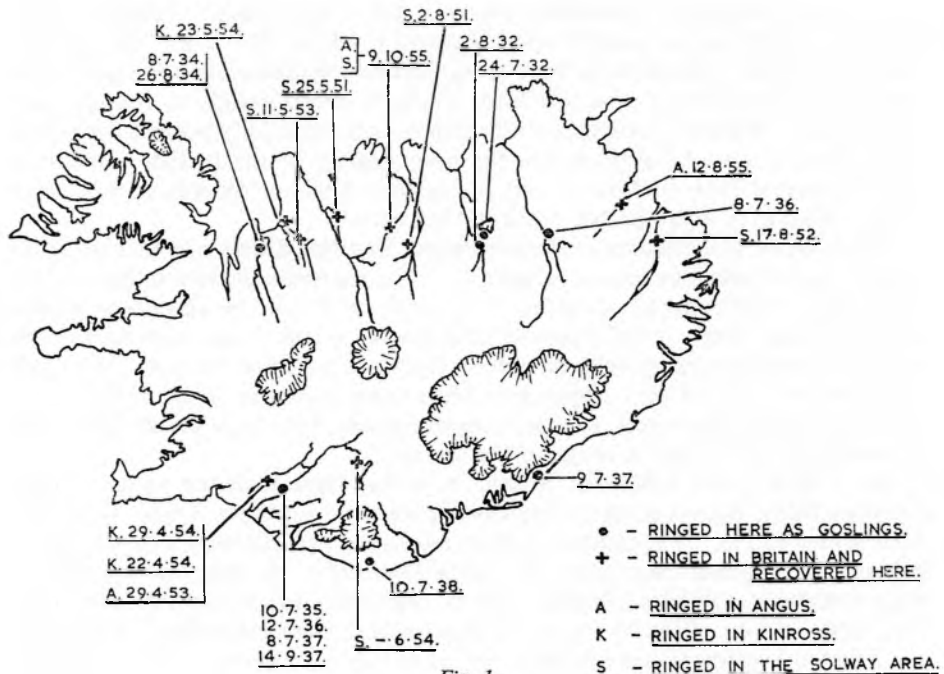 S.2·8·51.
K. 23·5·54.
2·8·32.
A.
S.
9, 10·55.
8·7·34.
26·8·34.
24·7·32.
S.25.5.51.
S.11·5·53.
A. 12·8·55.
8·7·36.
S.17·8·52.
9.7·37.
K. 29·4·54.
K. 22·4·54.
A. 29·4·53.
10·7·38.
10·7·35.
12·7·36.
8·7·37.
14·9·37.
S. – ·6·54.
– RINGED HERE AS GOSLINGS.
+ – RINGED IN BRITAIN AND
RECOVERED HERE.
A – RINGED IN ANGUS,
K – RINGED IN KINROSS.
S – RINGED IN THE SOLWAY AREA.